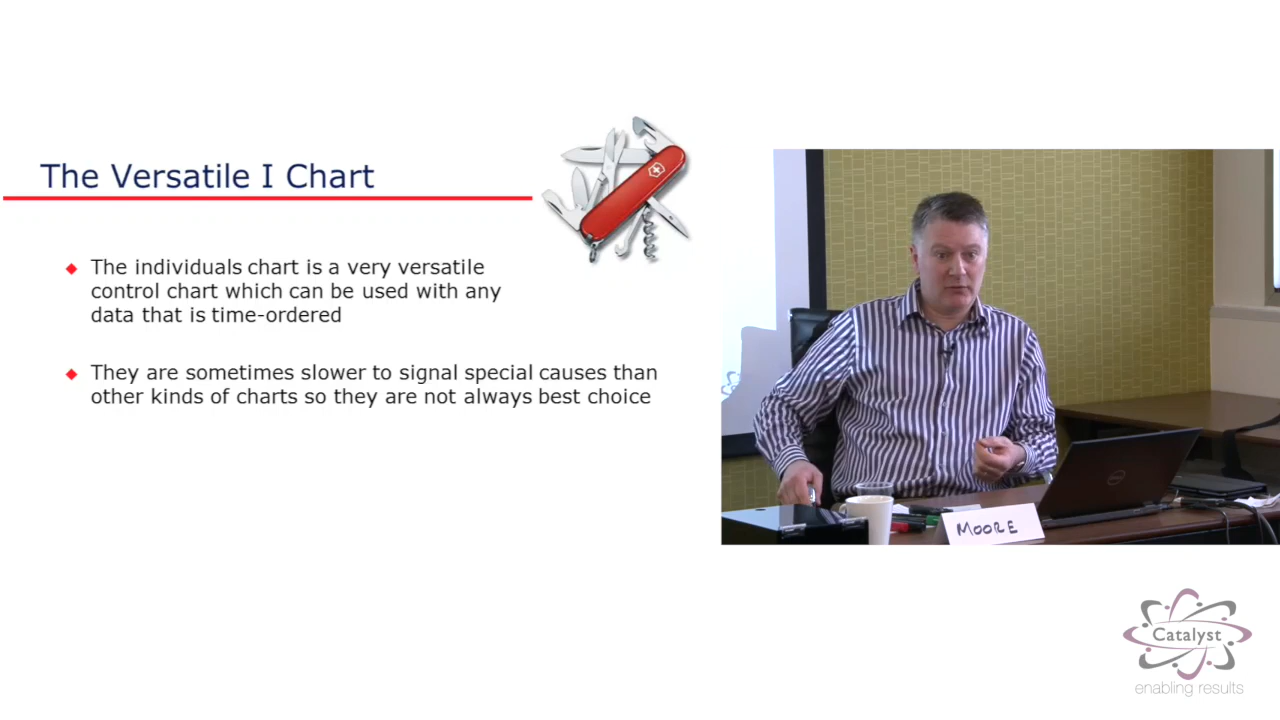 The Versatile I Chart
The individuals chart is a very versatile
control chart which can be used with any
data that is time-ordered
They are sometimes slower to signal special causes than
other kinds of charts so they are not always best choice
MOORE
Catalyst
enabling results